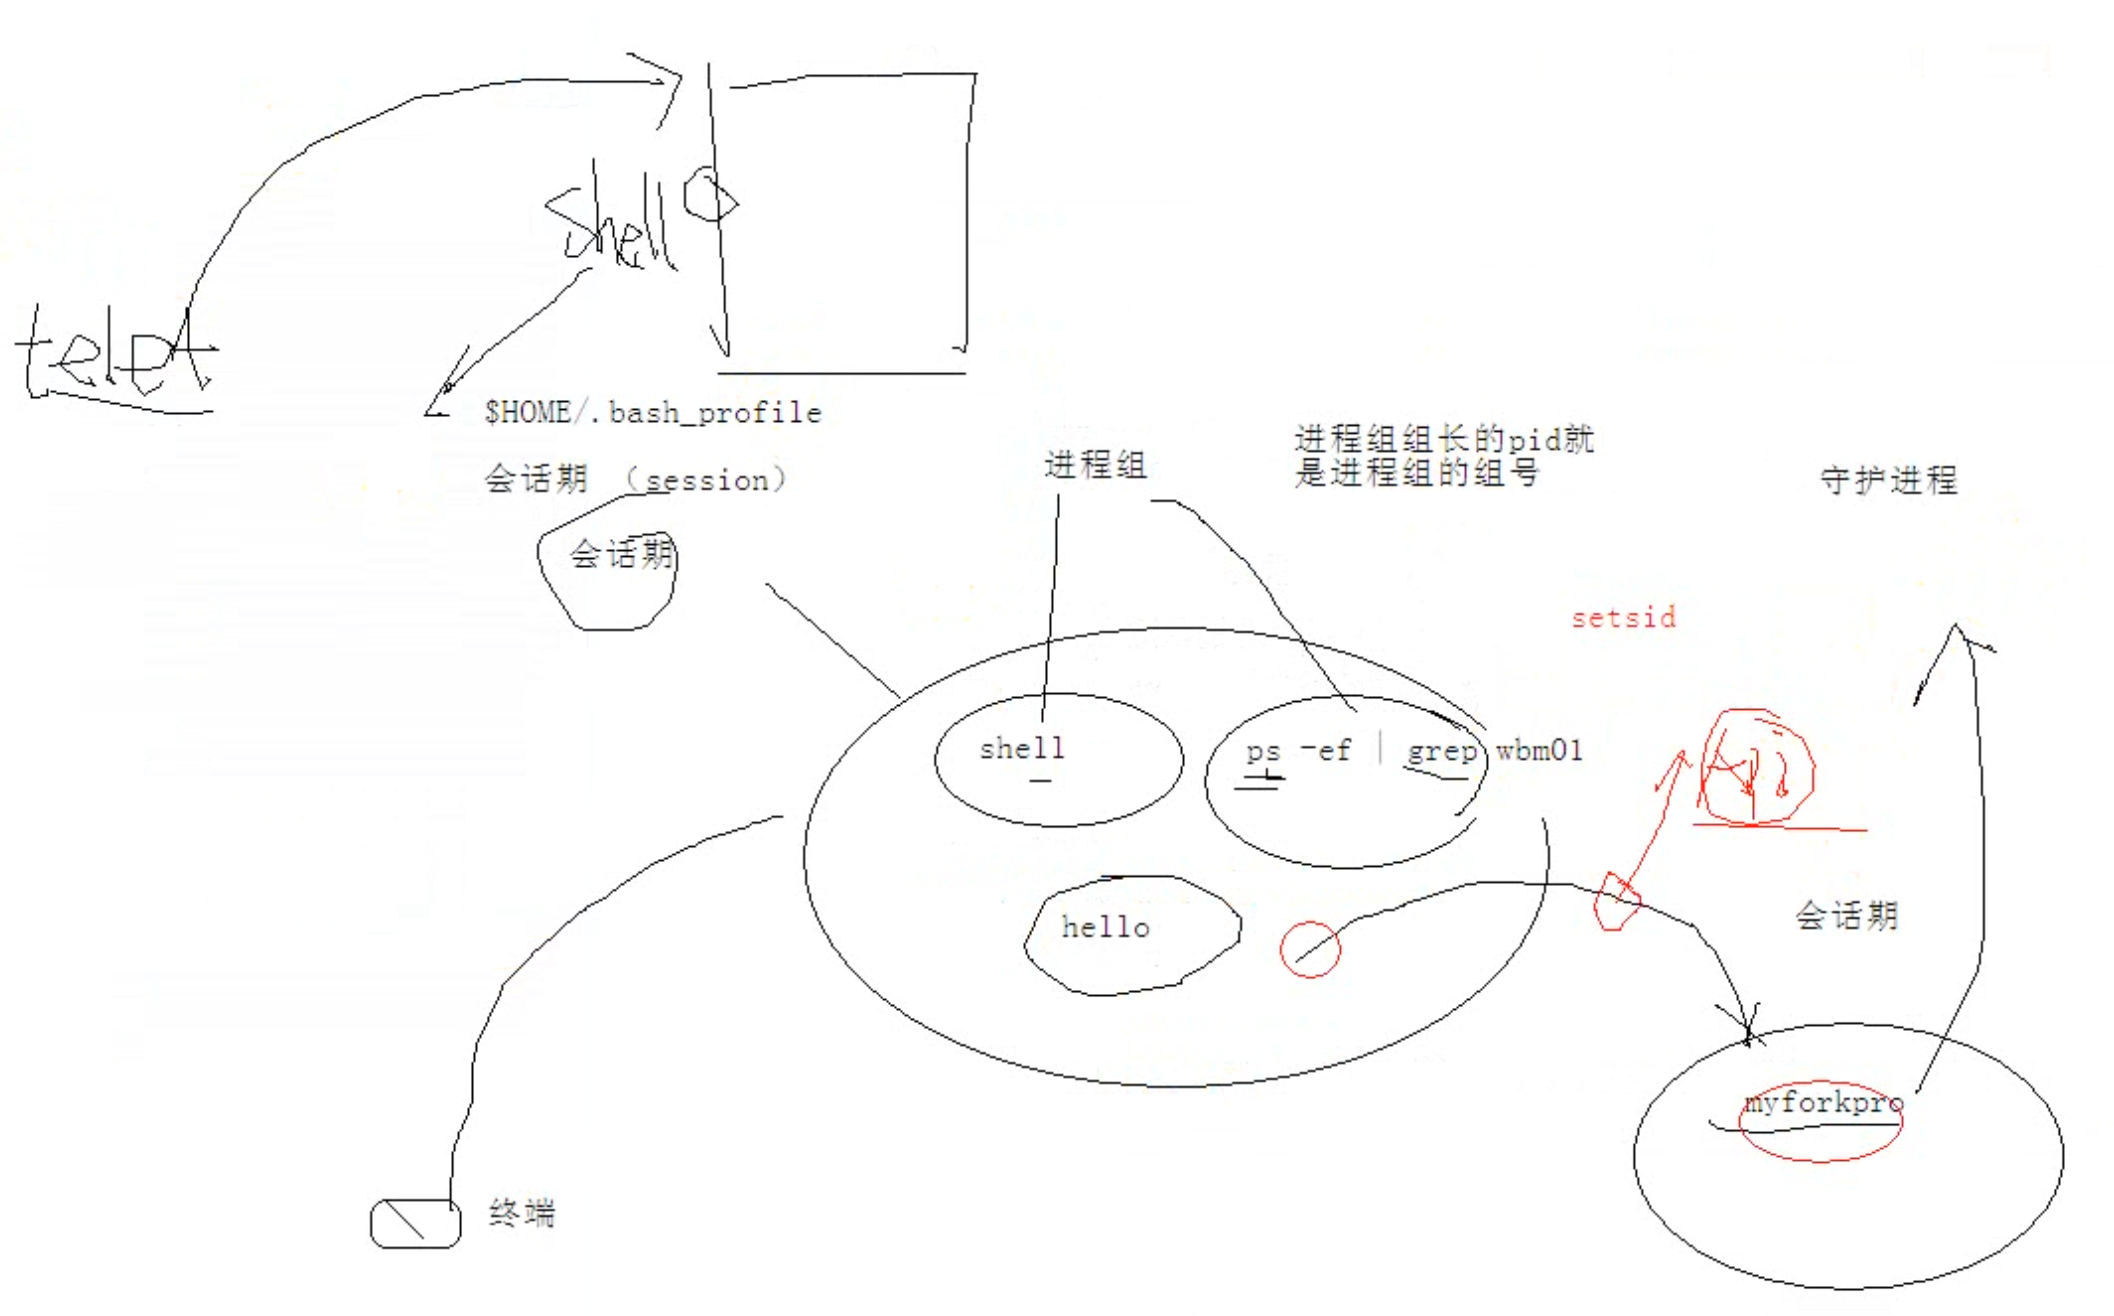 shell
$HOME/.bash_profile
会话期 （session）
会话期
进程组
进程组组长的pid就
是进程组的组号
守护进程
setsid
shell
ps -ef | grep wbm01
hello
会话期
myforkpro
终端